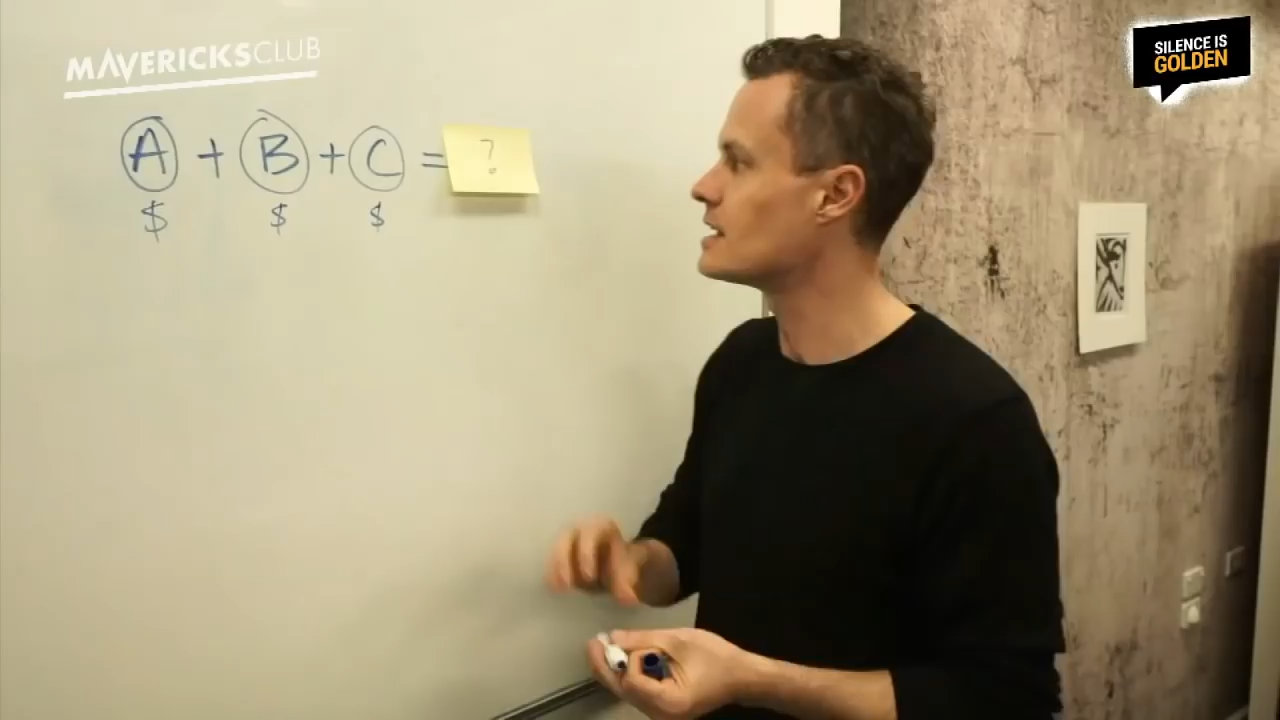 MAVERICKSCLUB
SILENCE IS
GOLDEN
A + B + C = ?
$ $ $